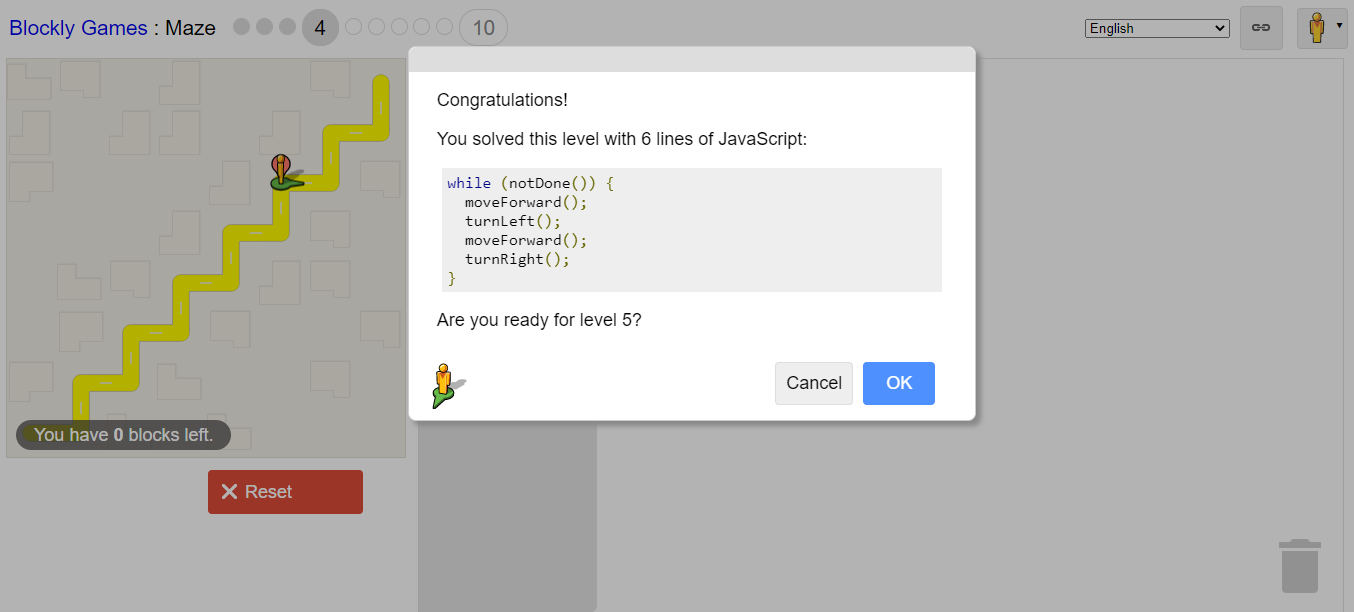 Blockly Games : Maze 4 10 English
Congratulations!
You solved this level with 6 lines of JavaScript:
while (notDone()) {
  moveForward();
  turnLeft();
  moveForward();
  turnRight();
}
Are you ready for level 5?
Cancel OK
You have 0 blocks left.
Reset